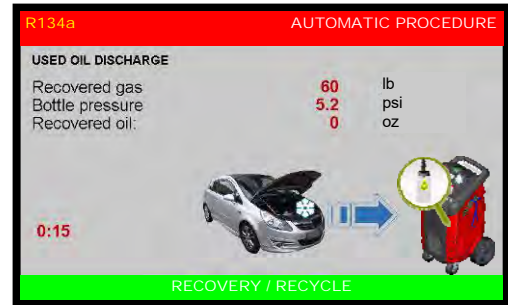 R134a AUTOMATIC PROCEDURE
USED OIL DISCHARGE
Recovered gas 60 lb
Bottle pressure 5.2 psi
Recovered oil: 0 oz
0:15
RECOVERY / RECYCLE